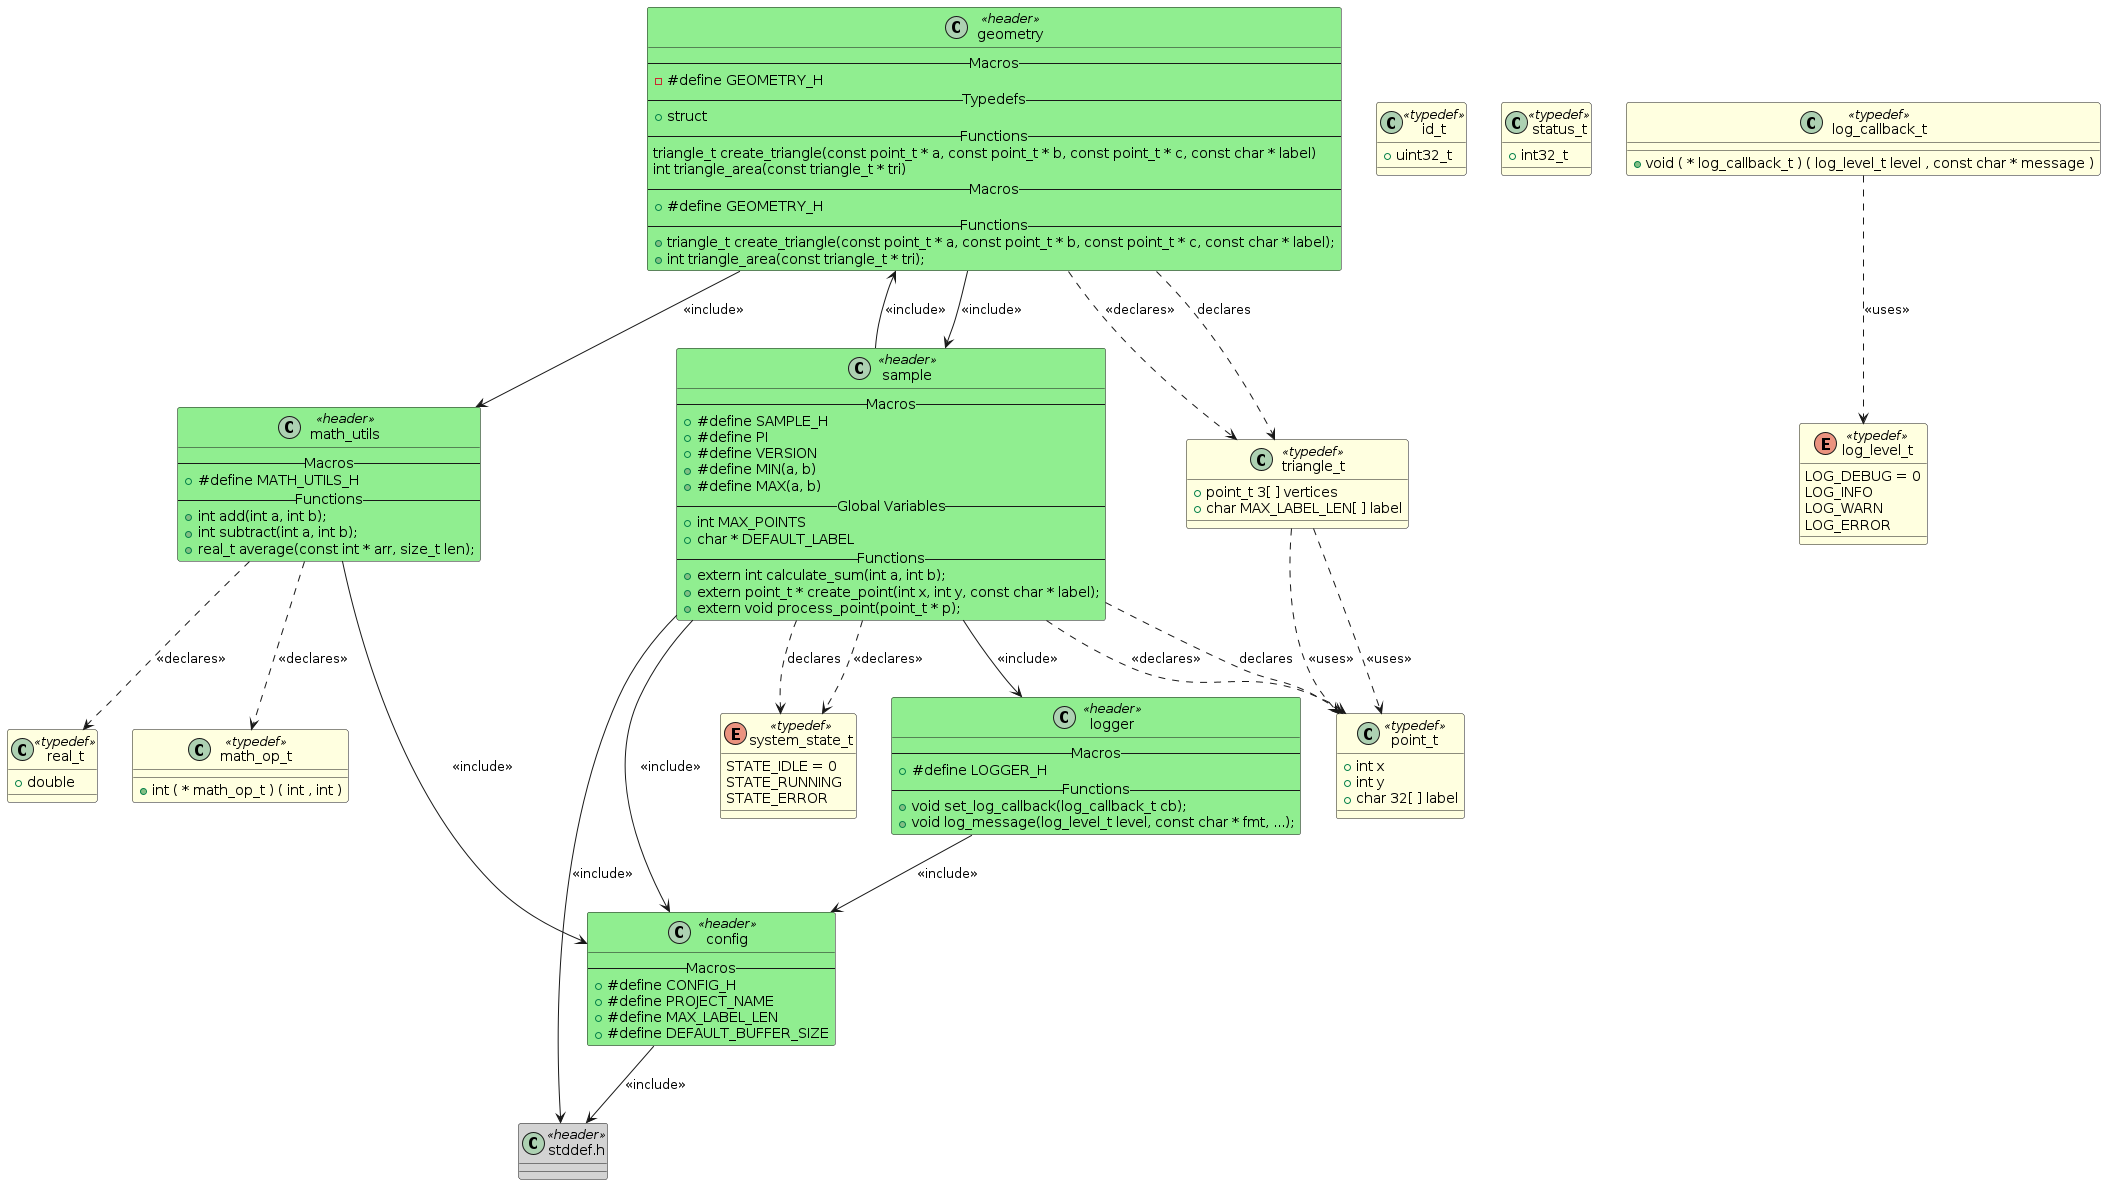 «header»
C geometry
Macros
#define GEOMETRY_H
Typedefs
struct
Functions
triangle_t create_triangle(const point_t * a, const point_t * b, const point_t * c, const char * label)
int triangle_area(const triangle_t * tri)
Macros
#define GEOMETRY_H
Functions
triangle_t create_triangle(const point_t * a, const point_t * b, const point_t * c, const char * label);
int triangle_area(const triangle_t * tri);
«typedef»
C id_t
uint32_t
«typedef»
C status_t
int32_t
«typedef»
C log_callback_t
void ( * log_callback_t ) ( log_level_t level , const char * message )
«include»
«include»
«include»
«declares»
declares
«uses»
«header»
C sample
Macros
#define SAMPLE_H
#define PI
#define VERSION
#define MIN(a, b)
#define MAX(a, b)
Global Variables
int MAX_POINTS
char * DEFAULT_LABEL
Functions
extern int calculate_sum(int a, int b);
extern point_t * create_point(int x, int y, const char * label);
extern void process_point(point_t * p);
«header»
C math_utils
Macros
#define MATH_UTILS_H
Functions
int add(int a, int b);
int subtract(int a, int b);
real_t average(const int * arr, size_t len);
«typedef»
C triangle_t
point_t 3[ ] vertices
char MAX_LABEL_LEN[ ] label
«typedef»
E log_level_t
LOG_DEBUG = 0
LOG_INFO
LOG_WARN
LOG_ERROR
«declares»
«declares»
declares
«declares»
«include»
«declares»
declares
«uses»
«uses»
«typedef»
C real_t
double
«typedef»
C math_op_t
int ( * math_op_t ) ( int , int )
«include»
«include»
«typedef»
E system_state_t
STATE_IDLE = 0
STATE_RUNNING
STATE_ERROR
«header»
C logger
Macros
#define LOGGER_H
Functions
void set_log_callback(log_callback_t cb);
void log_message(log_level_t level, const char * fmt, ...);
«typedef»
C point_t
int x
int y
char 32[ ] label
«include»
«include»
«header»
C config
Macros
#define CONFIG_H
#define PROJECT_NAME
#define MAX_LABEL_LEN
#define DEFAULT_BUFFER_SIZE
«include»
«header»
C stddef.h